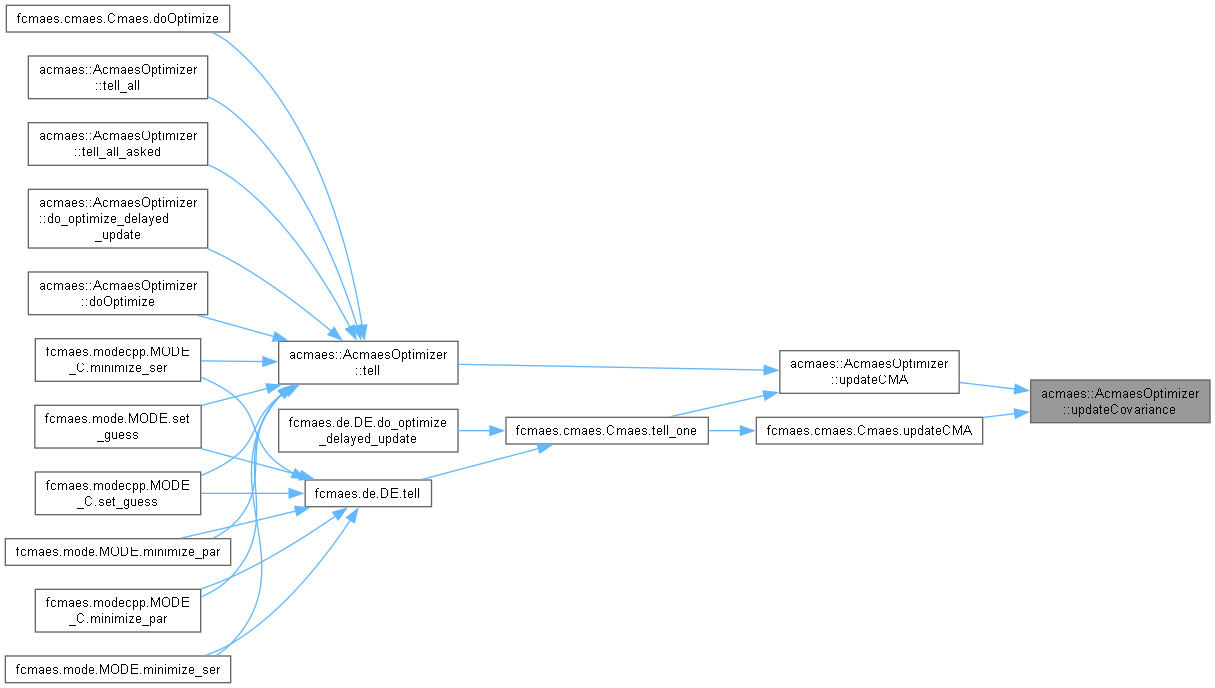 fcmaes.cmaes.Cmaes.doOptimize
acmaes::AcmaesOptimizer
::tell_all
acmaes::AcmaesOptimizer
::tell_all_asked
acmaes::AcmaesOptimizer
::do_optimize_delayed
_update
acmaes::AcmaesOptimizer
::doOptimize
fcmaes.modecpp.MODE
_C.minimize_ser
fcmaes.mode.MODE.set
_guess
fcmaes.modecpp.MODE
_C.set_guess
fcmaes.mode.MODE.minimize_par
fcmaes.modecpp.MODE
_C.minimize_par
fcmaes.mode.MODE.minimize_ser
acmaes::AcmaesOptimizer
::tell
fcmaes.de.DE.do_optimize
_delayed_update
fcmaes.de.DE.tell
fcmaes.cmaes.Cmaes.tell_one
acmaes::AcmaesOptimizer
::updateCMA
fcmaes.cmaes.Cmaes.updateCMA
acmaes::AcmaesOptimizer
::updateCovariance